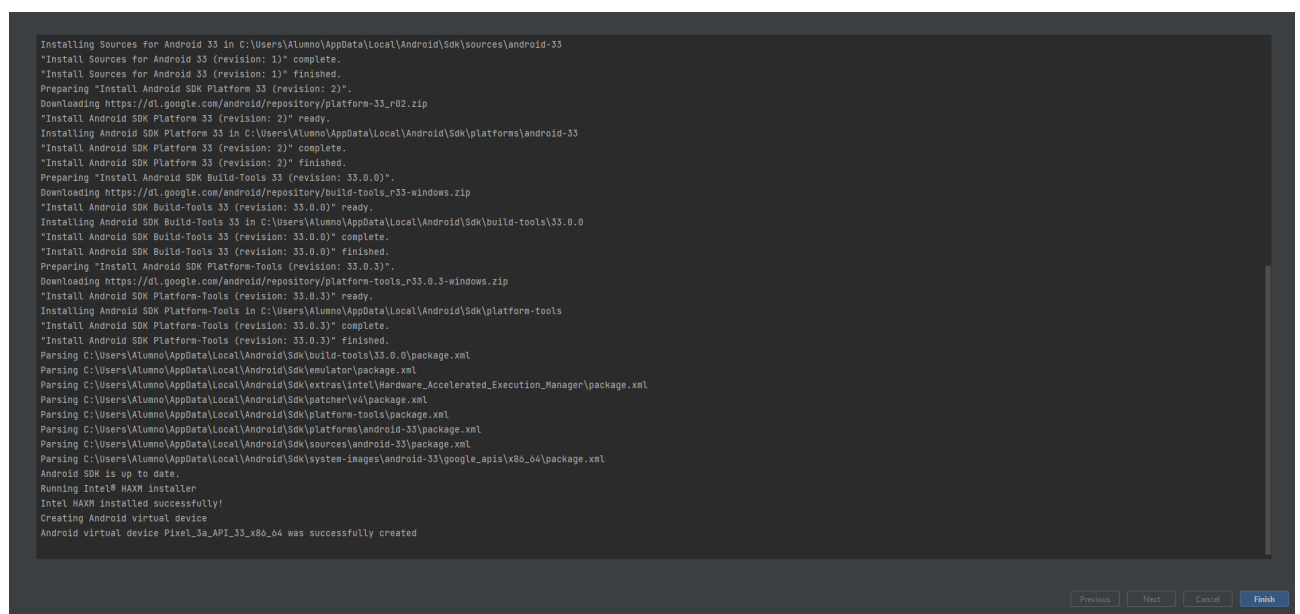 Installing Sources for Android 33 in C:\Users\Alumno\AppData\Local\Android\Sdk\sources\android-33
"Install Sources for Android 33 (revision: 1)" complete.
"Install Sources for Android 33 (revision: 1)" finished.
Preparing "Install Android SDK Platform 33 (revision: 2)".
Downloading https://dl.google.com/android/repository/platform-33_r02.zip
"Install Android SDK Platform 33 (revision: 2)" ready.
Installing Android SDK Platform 33 in C:\Users\Alumno\AppData\Local\Android\Sdk\platforms\android-33
"Install Android SDK Platform 33 (revision: 2)" complete.
"Install Android SDK Platform 33 (revision: 2)" finished.
Preparing "Install Android SDK Build-Tools 33 (revision: 33.0.0)".
Downloading https://dl.google.com/android/repository/build-tools_r33-windows.zip
"Install Android SDK Build-Tools 33 (revision: 33.0.0)" ready.
Installing Android SDK Build-Tools 33 in C:\Users\Alumno\AppData\Local\Android\Sdk\build-tools\33.0.0
"Install Android SDK Build-Tools 33 (revision: 33.0.0)" complete.
"Install Android SDK Build-Tools 33 (revision: 33.0.0)" finished.
Preparing "Install Android SDK Platform-Tools (revision: 33.0.3)".
Downloading https://dl.google.com/android/repository/platform-tools_r33.0.3-windows.zip
"Install Android SDK Platform-Tools (revision: 33.0.3)" ready.
Installing Android SDK Platform-Tools in C:\Users\Alumno\AppData\Local\Android\Sdk\platform-tools
"Install Android SDK Platform-Tools (revision: 33.0.3)" complete.
"Install Android SDK Platform-Tools (revision: 33.0.3)" finished.
Parsing C:\Users\Alumno\AppData\Local\Android\Sdk\build-tools\33.0.0\package.xml
Parsing C:\Users\Alumno\AppData\Local\Android\Sdk\emulator\package.xml
Parsing C:\Users\Alumno\AppData\Local\Android\Sdk\extras\intel\Hardware_Accelerated_Execution_Manager\package.xml
Parsing C:\Users\Alumno\AppData\Local\Android\Sdk\patcher\v4\package.xml
Parsing C:\Users\Alumno\AppData\Local\Android\Sdk\platform-tools\package.xml
Parsing C:\Users\Alumno\AppData\Local\Android\Sdk\platforms\android-33\package.xml
Parsing C:\Users\Alumno\AppData\Local\Android\Sdk\sources\android-33\package.xml
Parsing C:\Users\Alumno\AppData\Local\Android\Sdk\system-images\android-33\google_apis\x86_64\package.xml
Android SDK is up to date.
Running Intel® HAXM installer
Intel HAXM installed successfully!
Creating Android virtual device
Android virtual device Pixel_3a_API_33_x86_64 was successfully created
Previous Next Cancel Finish